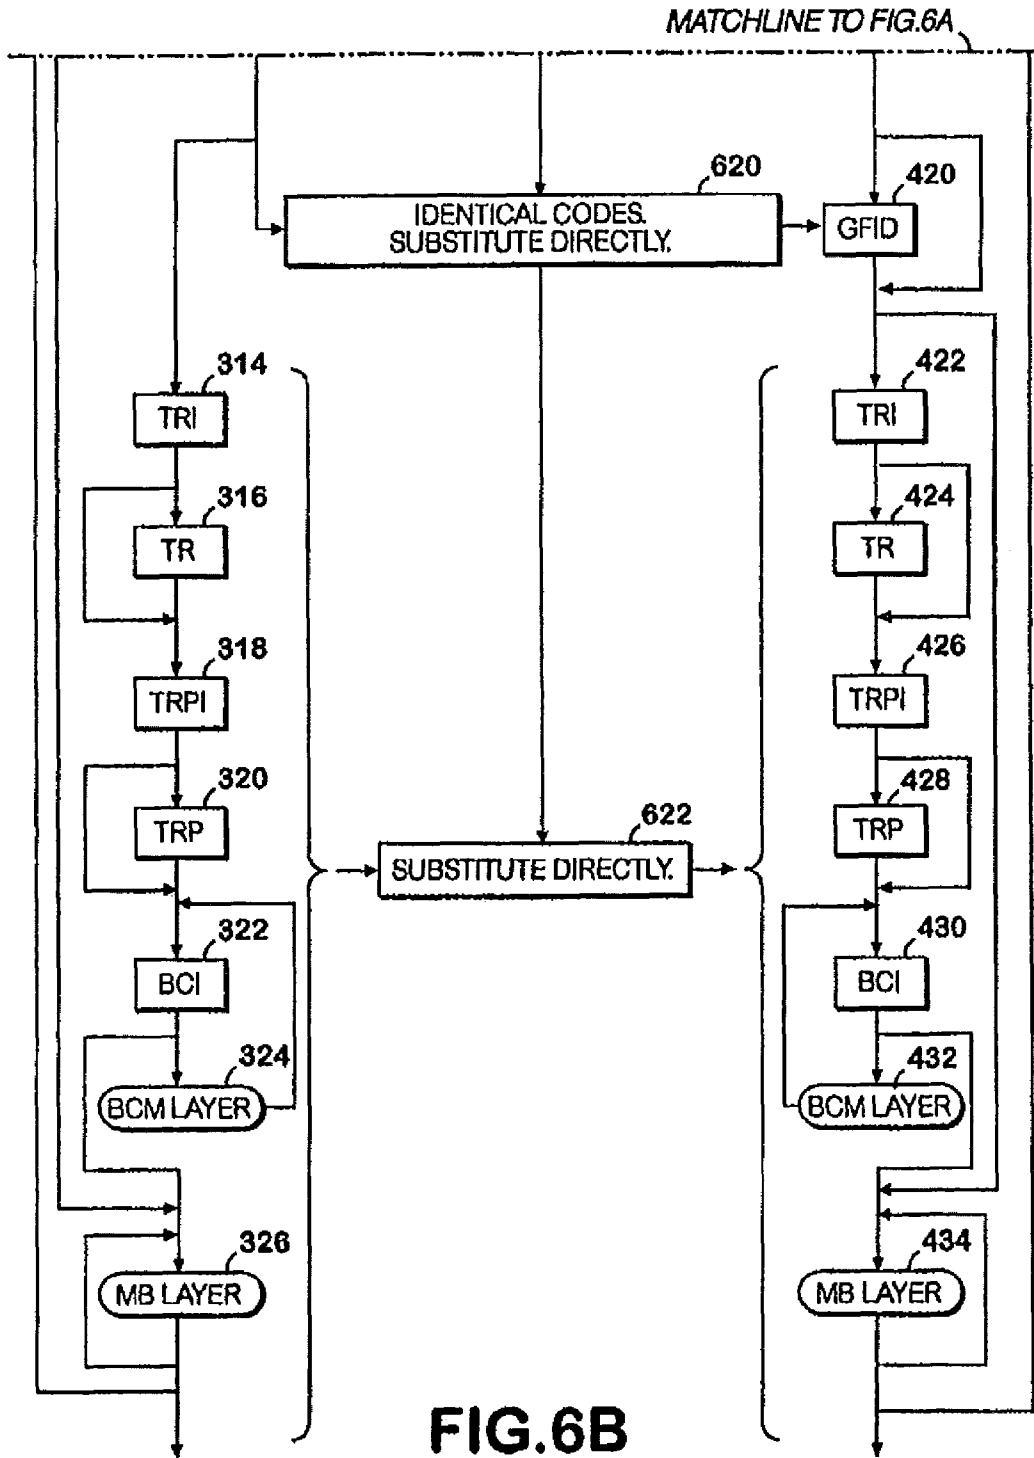 MATCHLINE TO FIG.6A
620
420
IDENTICAL CODES.
SUBSTITUTE DIRECTLY.
GFID
314
422
TRI
TRI
316
424
TR
TR
318
426
TRPI
TRPI
320
428
TRP
TRP
622
SUBSTITUTE DIRECTLY.
322
430
BCI
BCI
324
432
BCM LAYER
BCM LAYER
326
434
MB LAYER
MB LAYER
FIG.6B